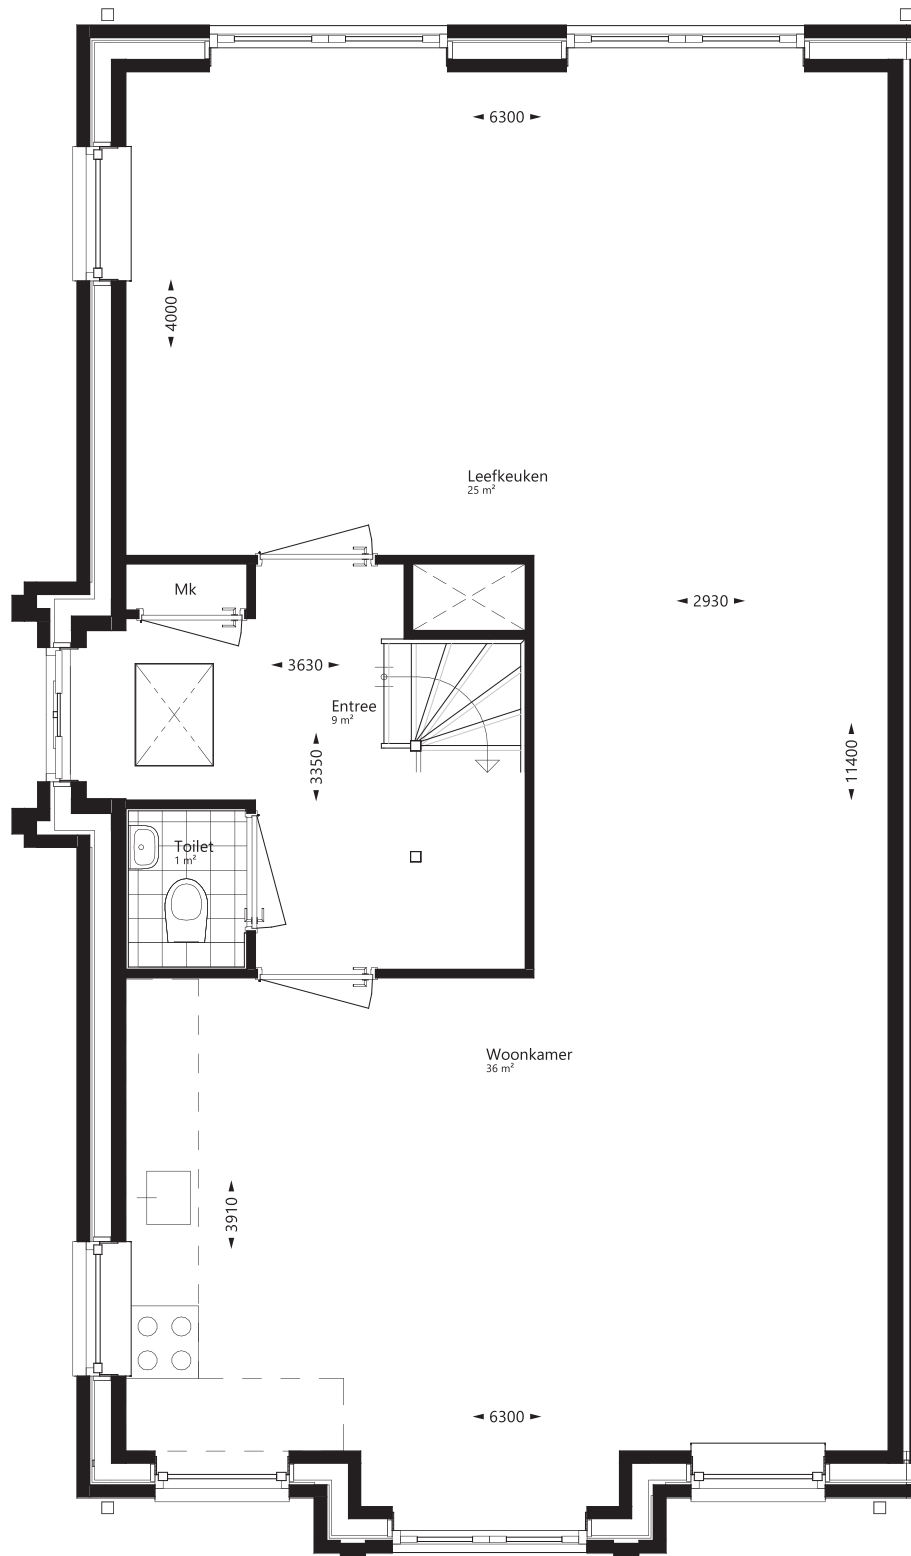 6300
4000
Leefkeuken
25 m²
Mk
2930
3630
Entree
9 m²
3350
11400
Toilet
1 m²
Woonkamer
36 m²
3910
6300